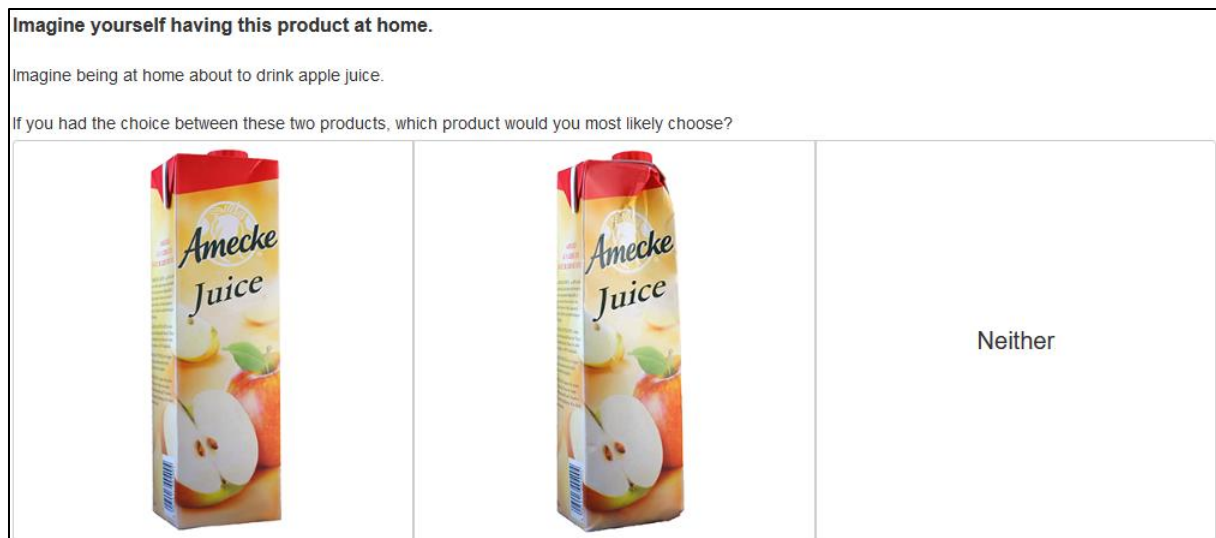 Imagine yourself having this product at home.
Imagine being at home about to drink apple juice.
If you had the choice between these two products, which product would you most likely choose?
Amecke
Juice
Amecke
Juice
Neither